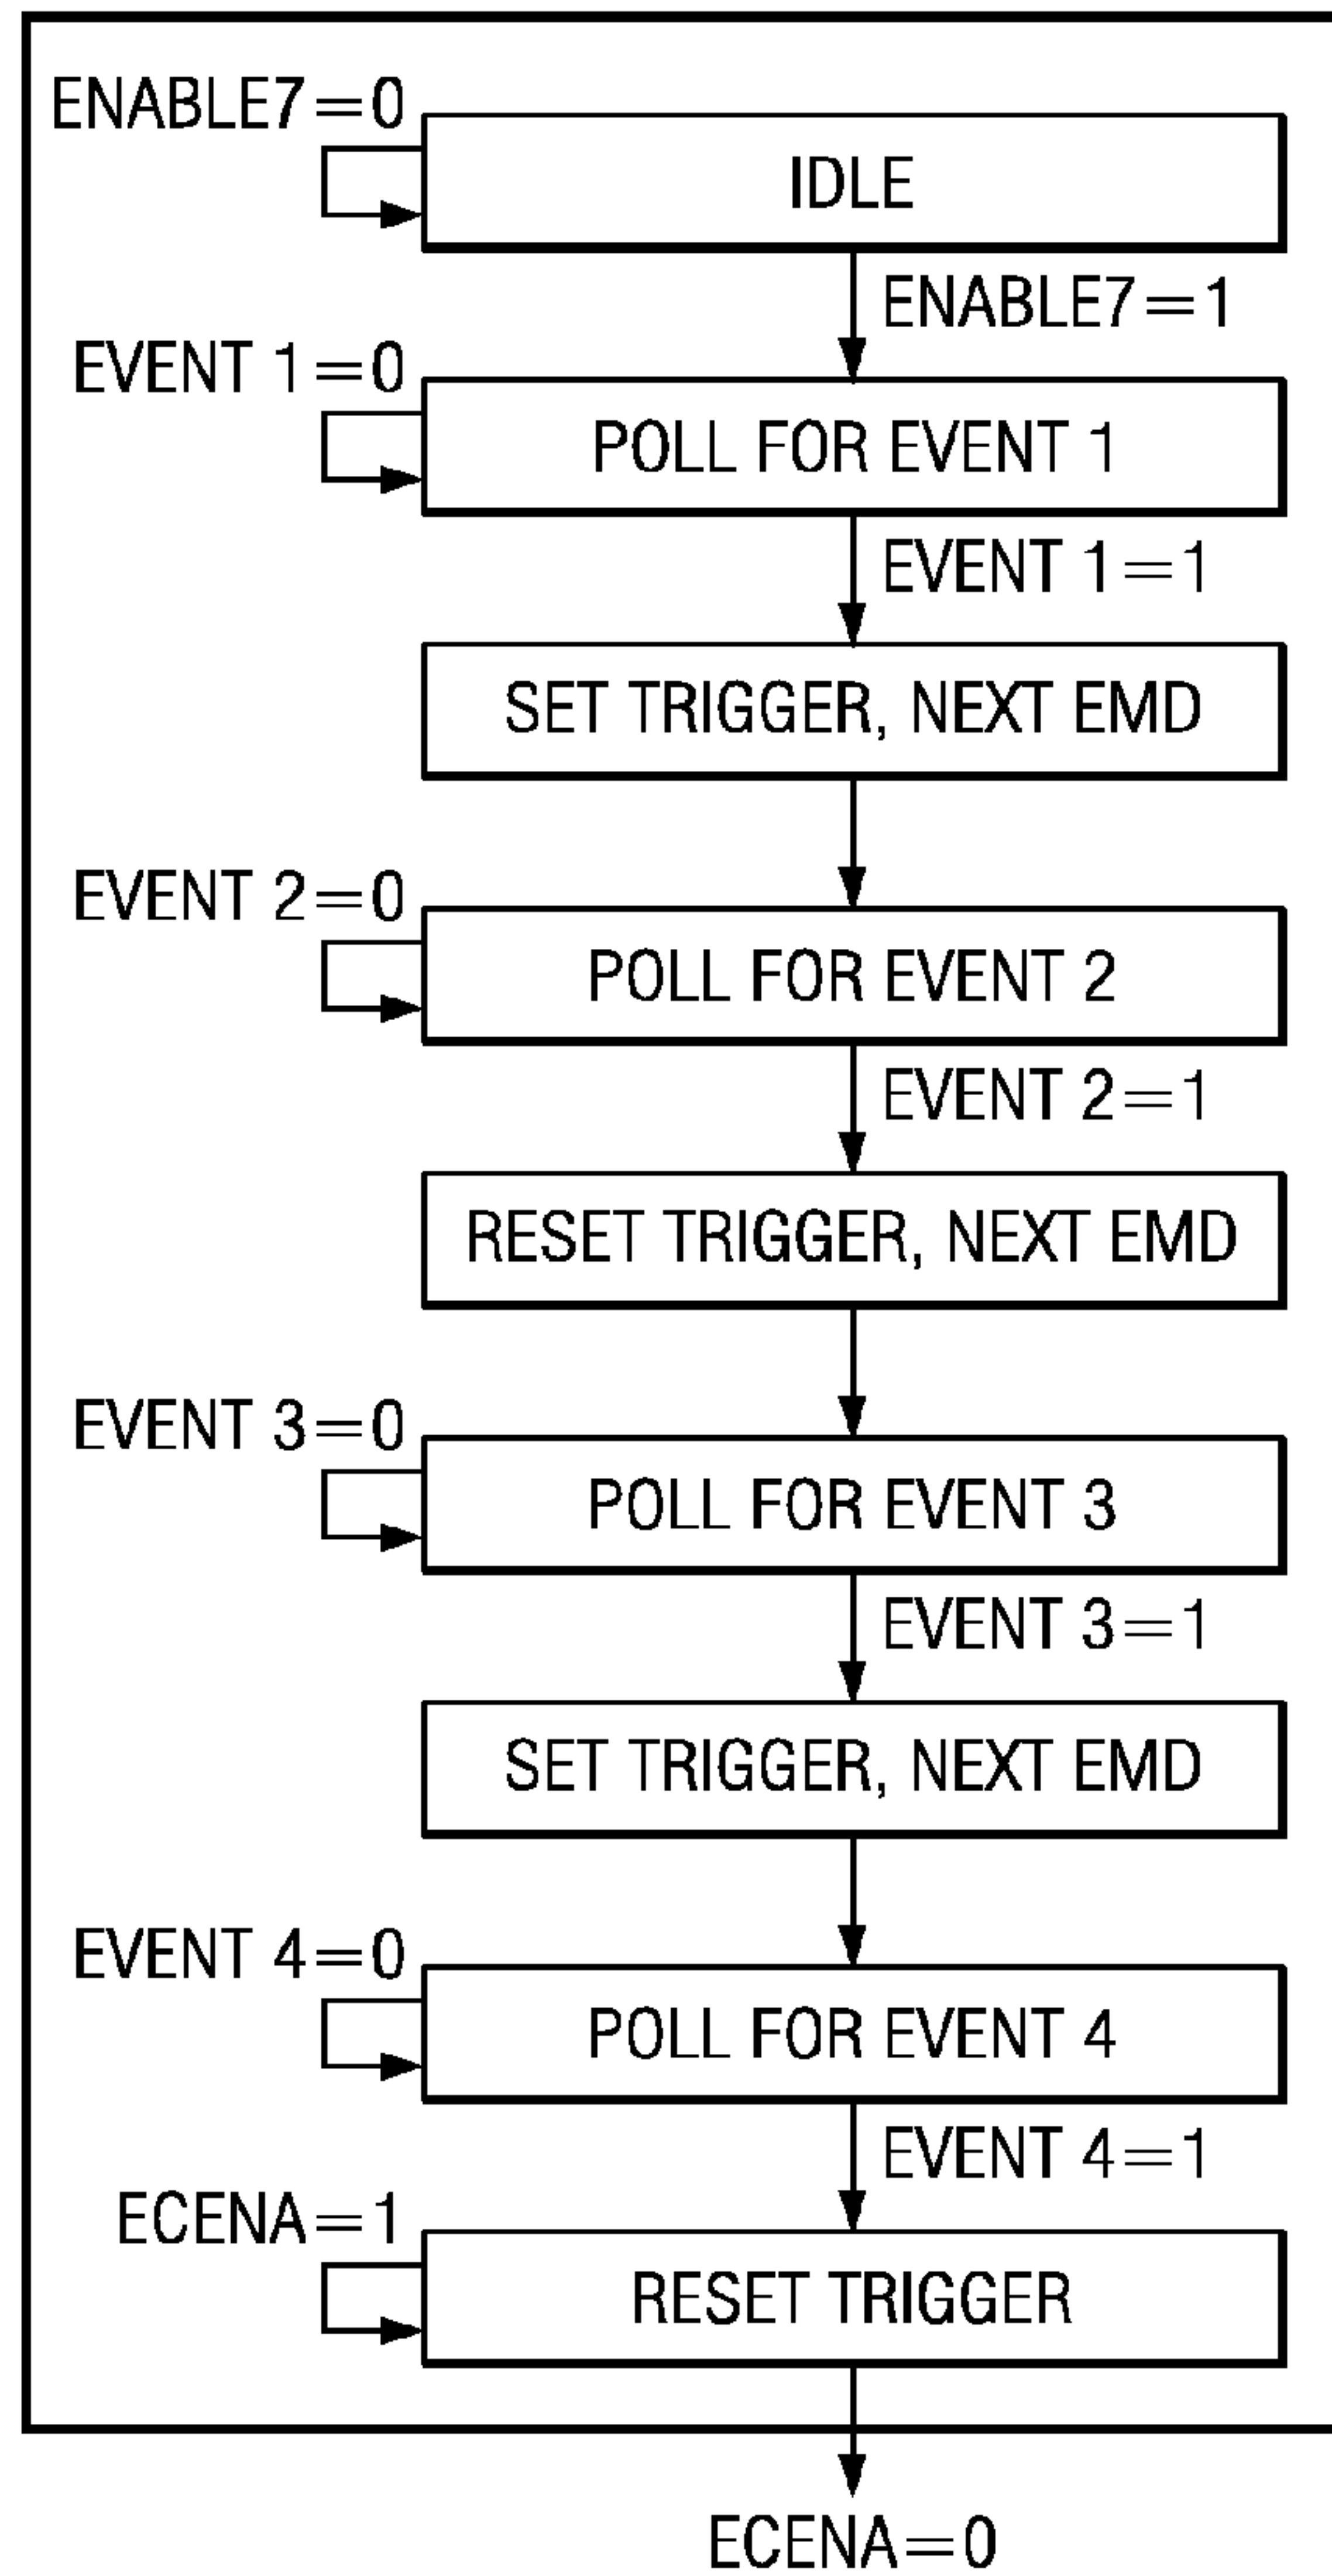 ENABLE7=0
IDLE
ENABLE7=1
EVENT 1=0
POLL FOR EVENT 1
EVENT 1=1
SET TRIGGER, NEXT EMD
EVENT 2=0
POLL FOR EVENT 2
EVENT 2=1
RESET TRIGGER, NEXT EMD
EVENT 3=0
POLL FOR EVENT 3
EVENT 3=1
SET TRIGGER, NEXT EMD
EVENT 4=0
POLL FOR EVENT 4
EVENT 4=1
ECENA=1
RESET TRIGGER
ECENA=0